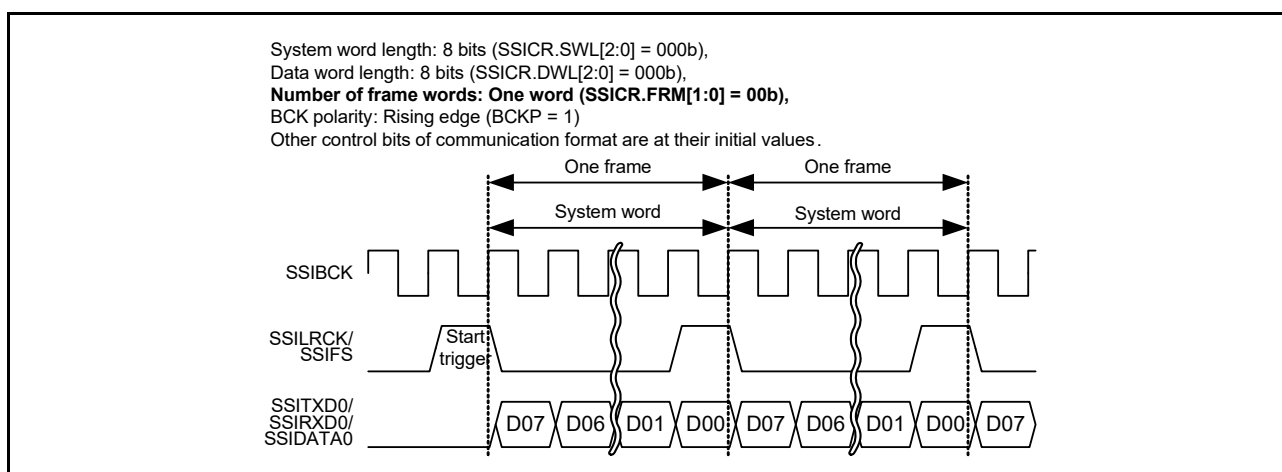 System word length: 8 bits (SSICR.SWL[2:0] = 000b),
Data word length: 8 bits (SSICR.DWL[2:0] = 000b),
Number of frame words: One word (SSICR.FRM[1:0] = 00b),
BCK polarity: Rising edge (BCKP = 1)
Other control bits of communication format are at their initial values.
One frame One frame
System word System word
SSIBCK
SSILRCK/
SSIFS
Start
trigger
SSITXD0/
SSIRXD0/
SSIDATA0
D07 D06 D01 D00 D07 D06 D01 D00 D07